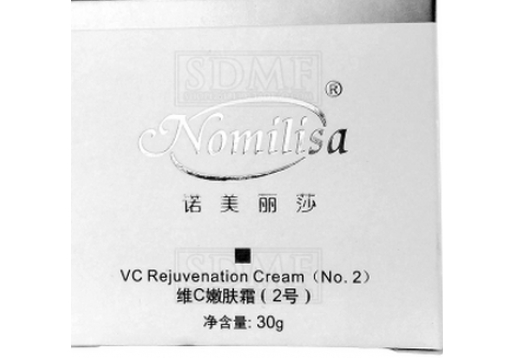 SDMF
®
Nomilisa
诺美丽莎
VC Rejuvenation Cream (No. 2)
维C嫩肤霜 (2号)
净含量: 30g
SDMF